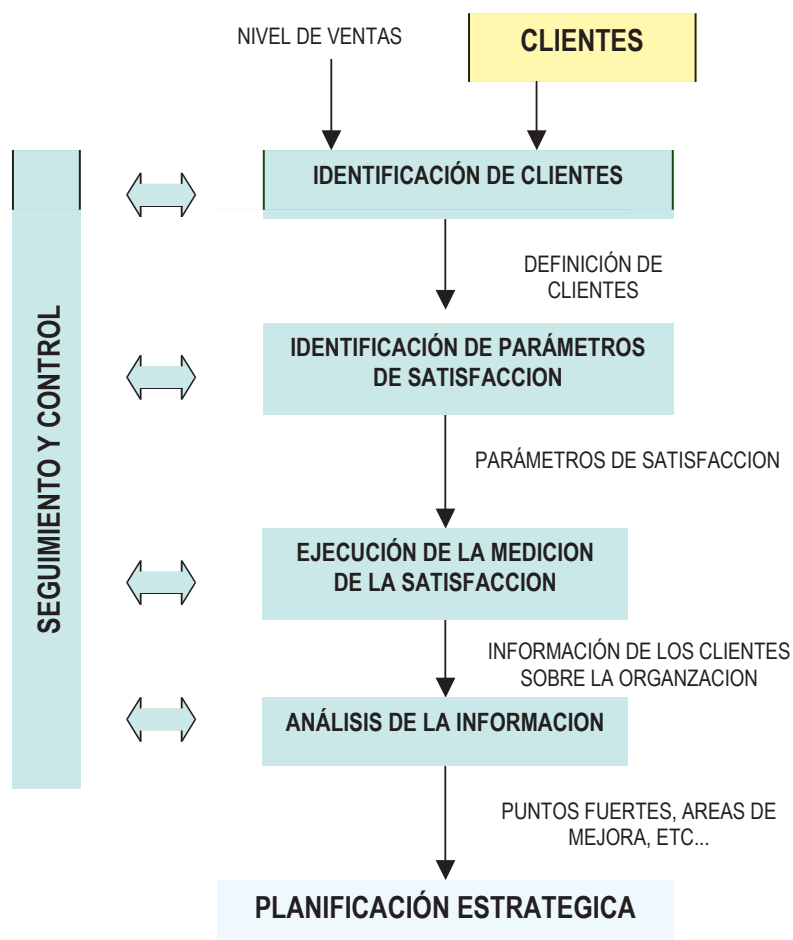 NIVEL DE VENTAS
CLIENTES
IDENTIFICACIÓN DE CLIENTES
DEFINICIÓN DE
CLIENTES
IDENTIFICACIÓN DE PARÁMETROS
DE SATISFACCION
PARÁMETROS DE SATISFACCION
EJECUCIÓN DE LA MEDICION
DE LA SATISFACCION
INFORMACIÓN DE LOS CLIENTES
SOBRE LA ORGANZACION
ANÁLISIS DE LA INFORMACION
PUNTOS FUERTES, AREAS DE
MEJORA, ETC...
PLANIFICACIÓN ESTRATEGICA
SEGUIMIENTO Y CONTROL